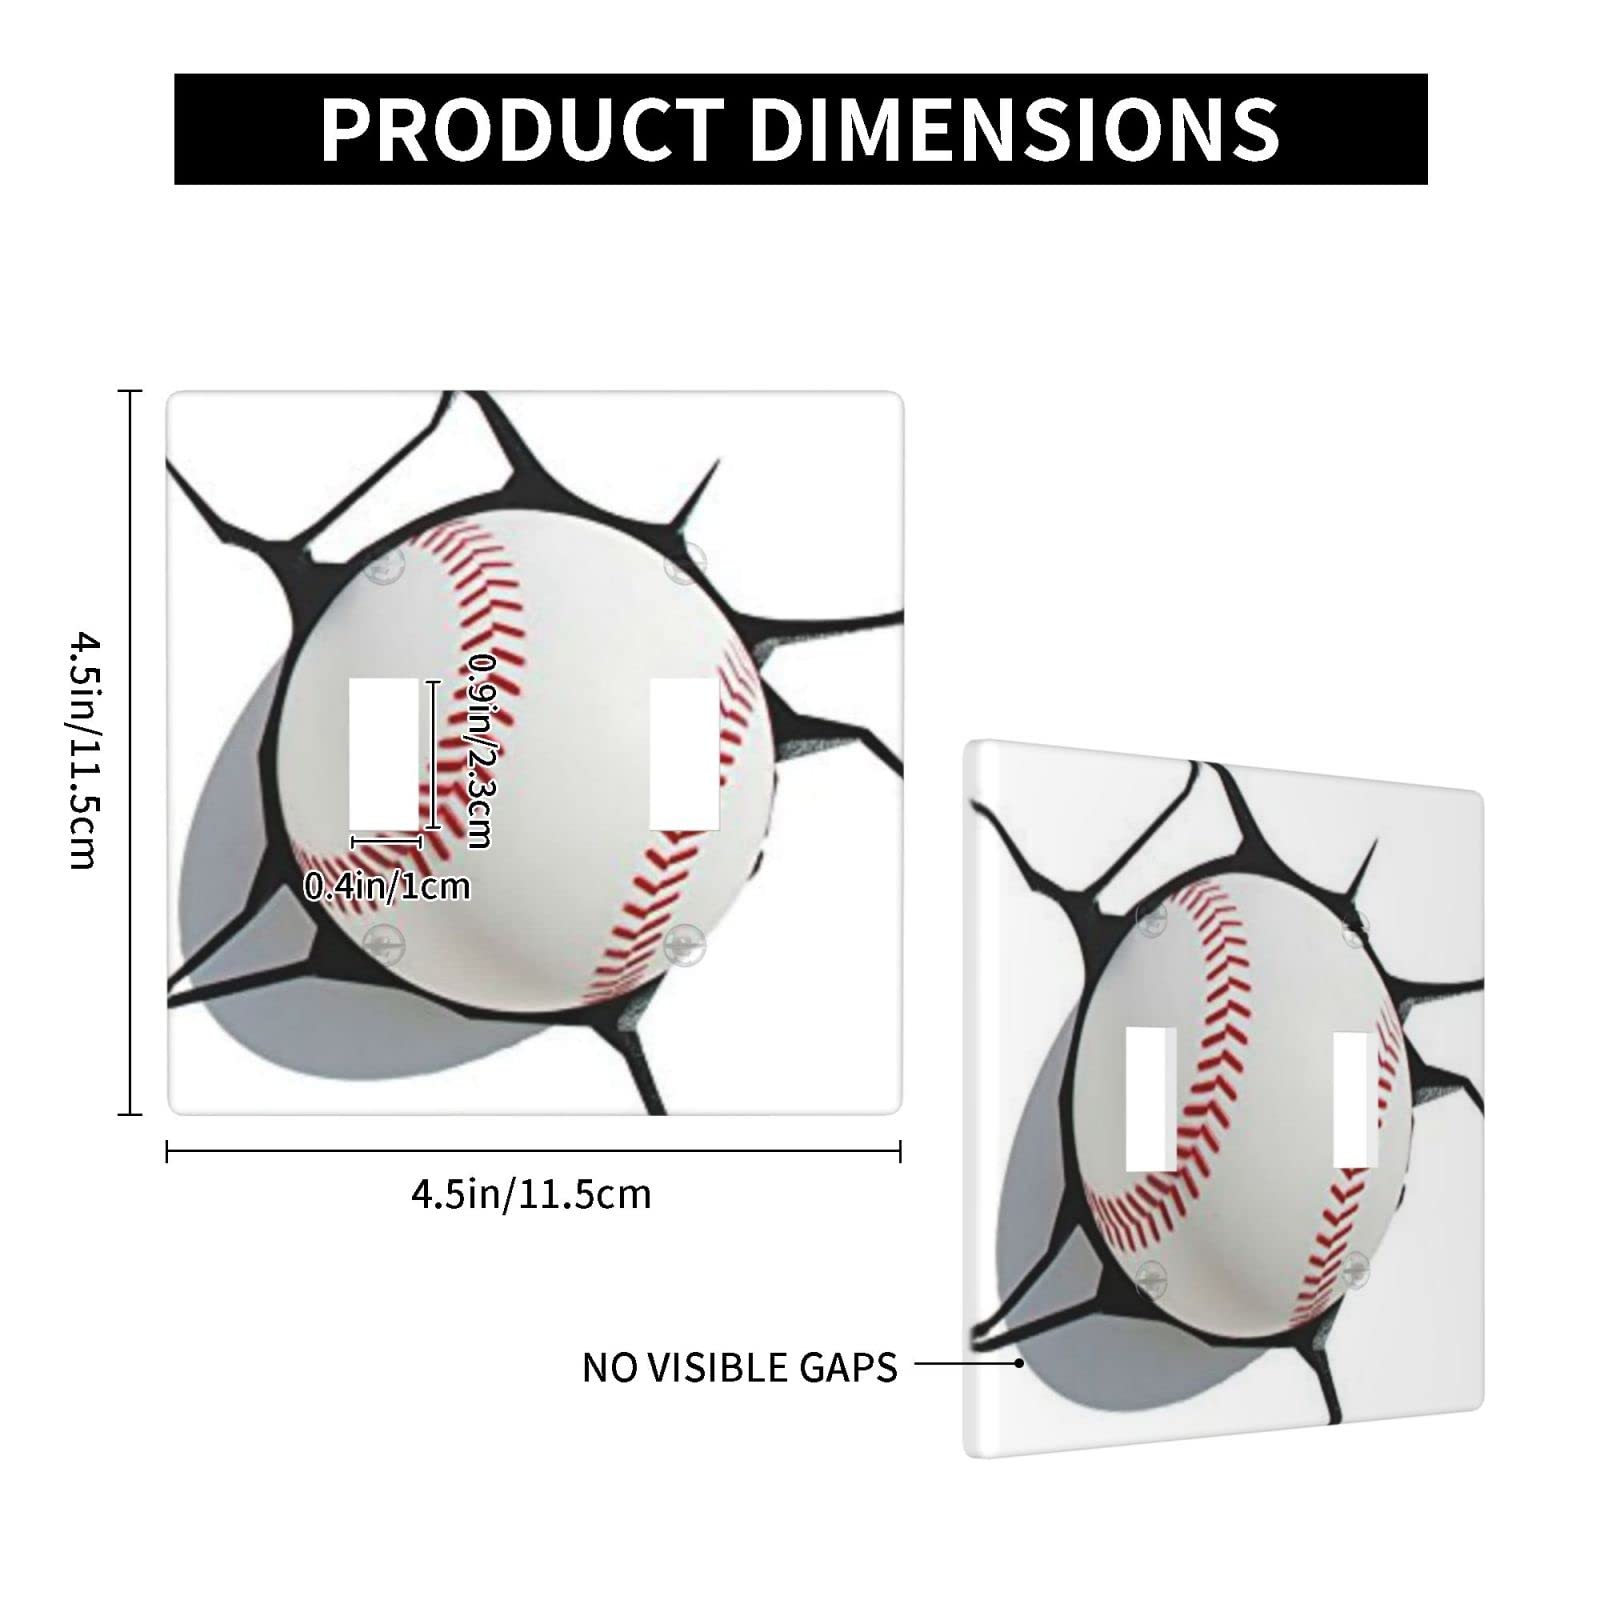 PRODUCT DIMENSIONS
4.5in/11.5cm
0.9in/2.3cm
0.4in/1cm
4.5in/11.5cm
NO VISIBLE GAPS